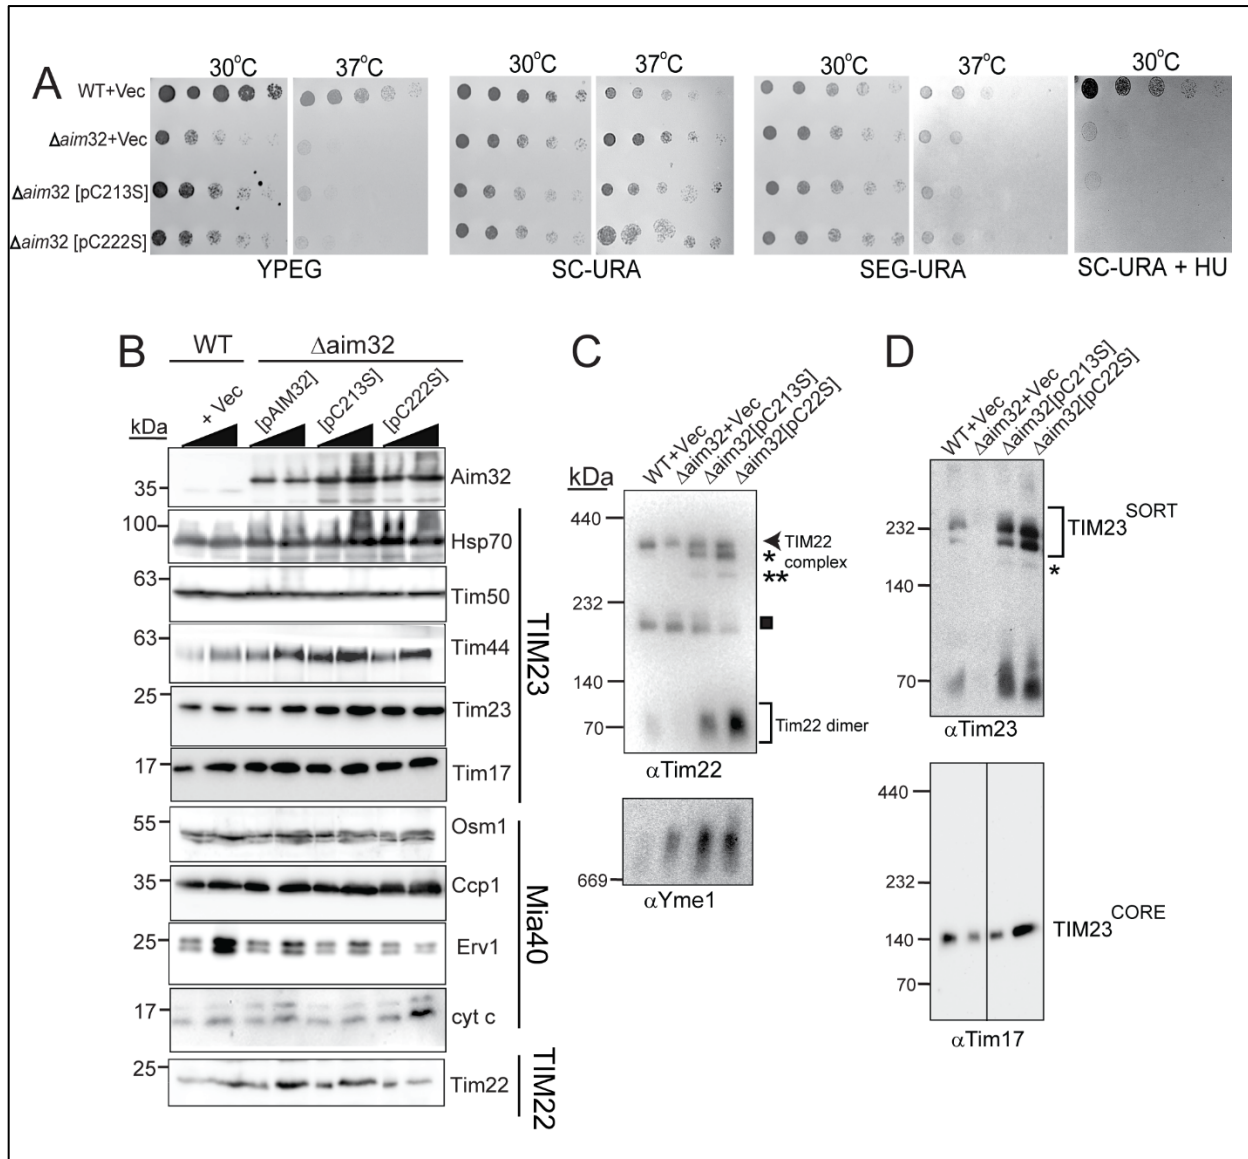 A
30°C 37°C 30°C 37°C 30°C 37°C 30°C
WT+Vec
Δaim32+Vec
Δaim32 [pC213S]
Δaim32 [pC222S]
YPEG SC-URA SEG-URA SC-URA + HU
B
WT Δaim32
+ Vec [pAIM32] [pC213S] [pC222S]
kDa
35 Aim32
100 Hsp70
63 Tim50
63 Tim44
25 Tim23
17 Tim17
TIM23
55 Osm1
35 Ccp1
25 Erv1
17 cyt c
Mia40
25 Tim22
TIM22
C
WT+Vec
Δaim32+Vec
Δaim32[pC213S]
Δaim32[pC22S]
kDa
440
TIM22
complex
*
**
232
140
70 Tim22 dimer
αTim22
669
αYme1
D
WT+Vec
Δaim32+Vec
Δaim32[pC213S]
Δaim32[pC22S]
232 TIM23SORT
*
140
70
αTim23
440
232
TIM23CORE
140
70
αTim17